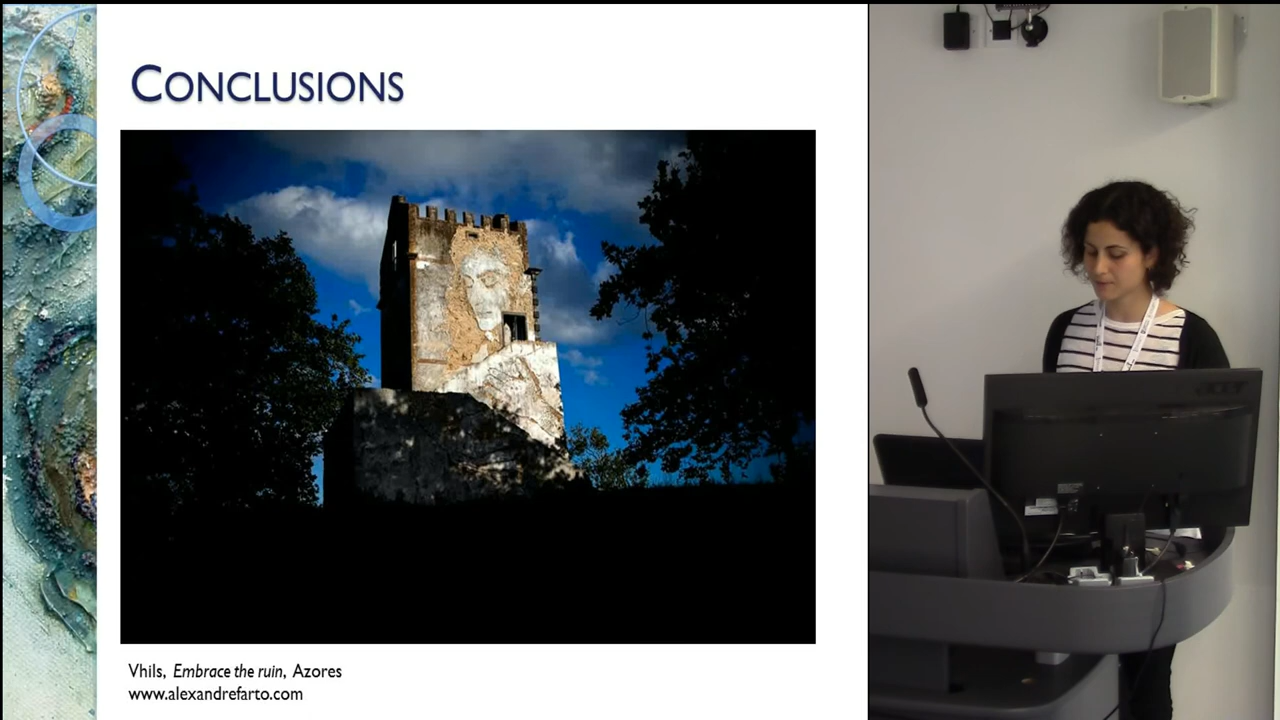 CONCLUSIONS
Vhils, Embrace the ruin, Azores
www.alexandrefarto.com